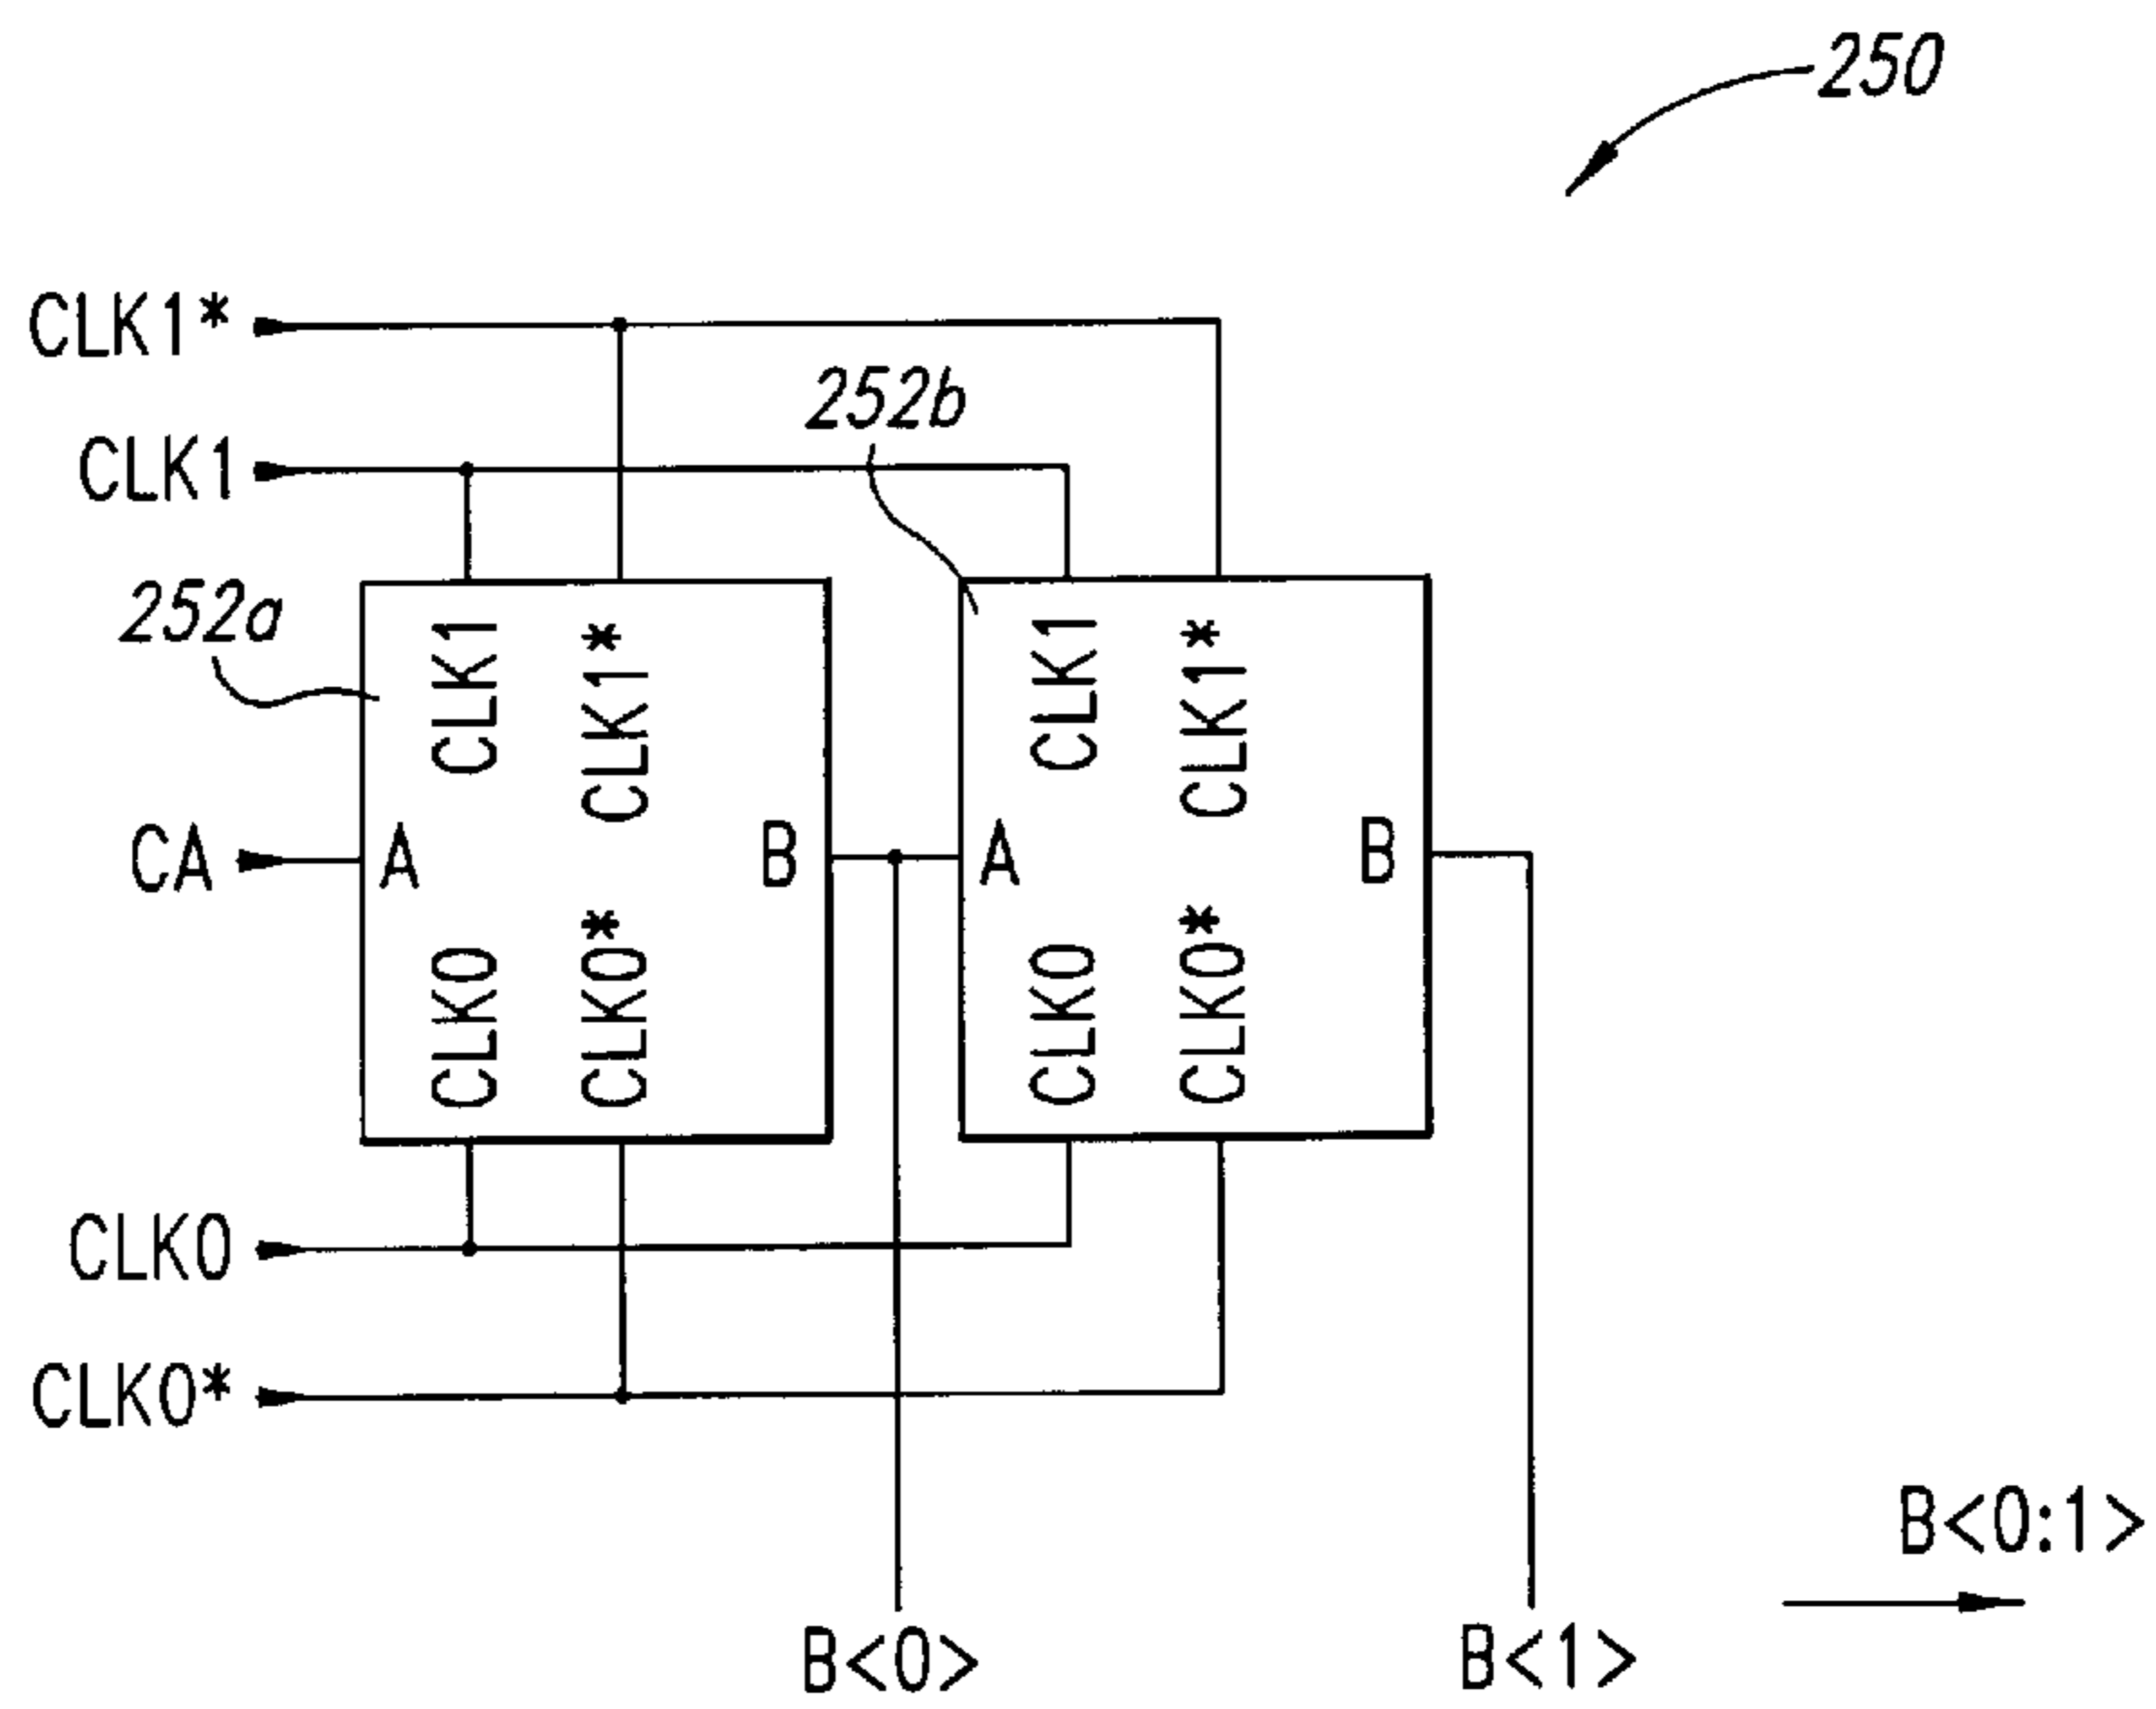 250
CLK1*
252b
CLK1
252a
CLK1
CLK1*
CLK1
CLK1*
CA
A
B
A
B
CLK0
CLK0*
CLK0
CLK0*
CLK0
CLK0*
B<0:1>
B<0>
B<1>